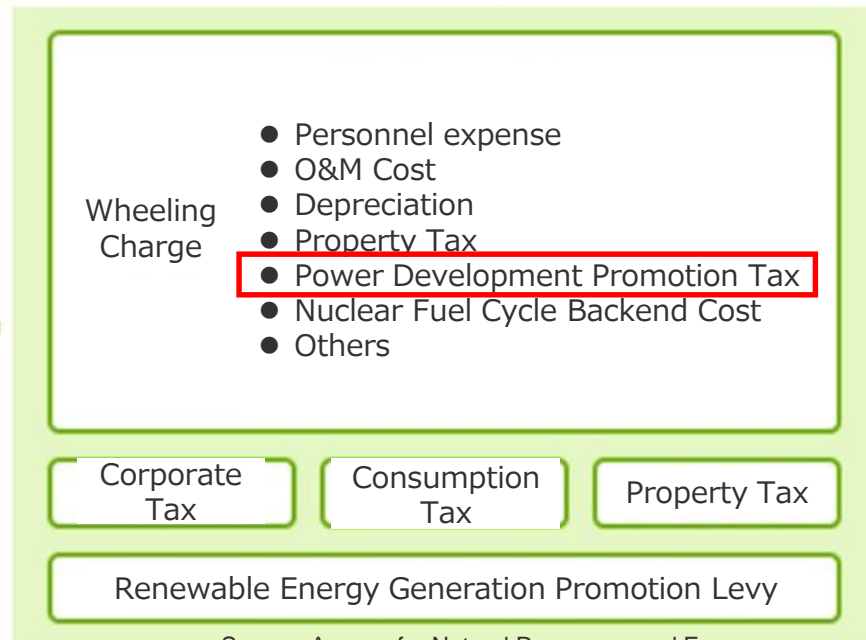 Wheeling
Charge
● Personnel expense
● O&M Cost
● Depreciation
● Property Tax
● Power Development Promotion Tax
● Nuclear Fuel Cycle Backend Cost
● Others
Corporate
Tax
Consumption
Tax
Property Tax
Renewable Energy Generation Promotion Levy